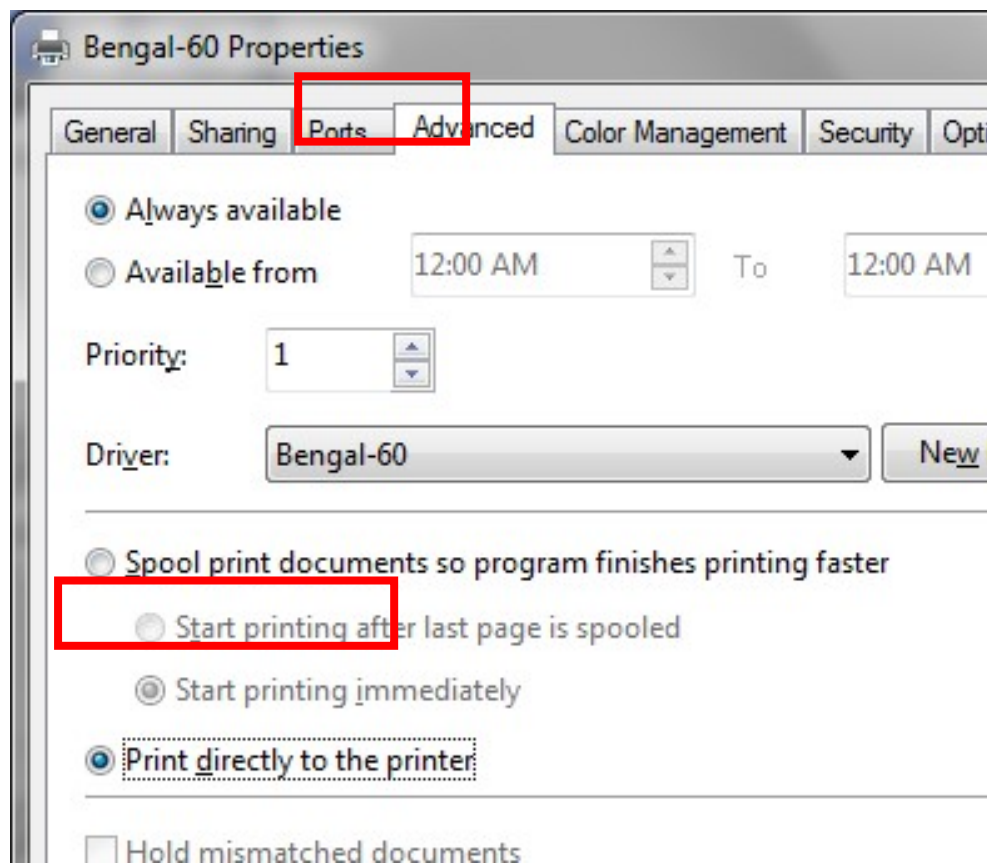 Bengal-60 Properties
General Sharing Ports Advanced Color Management Security
Always available
Available from 12:00 AM To 12:00 AM
Priority: 1
Driver: Bengal-60 New
Spool print documents so program finishes printing faster
Start printing after last page is spooled
Start printing immediately
Print directly to the printer
Hold mismatched documents